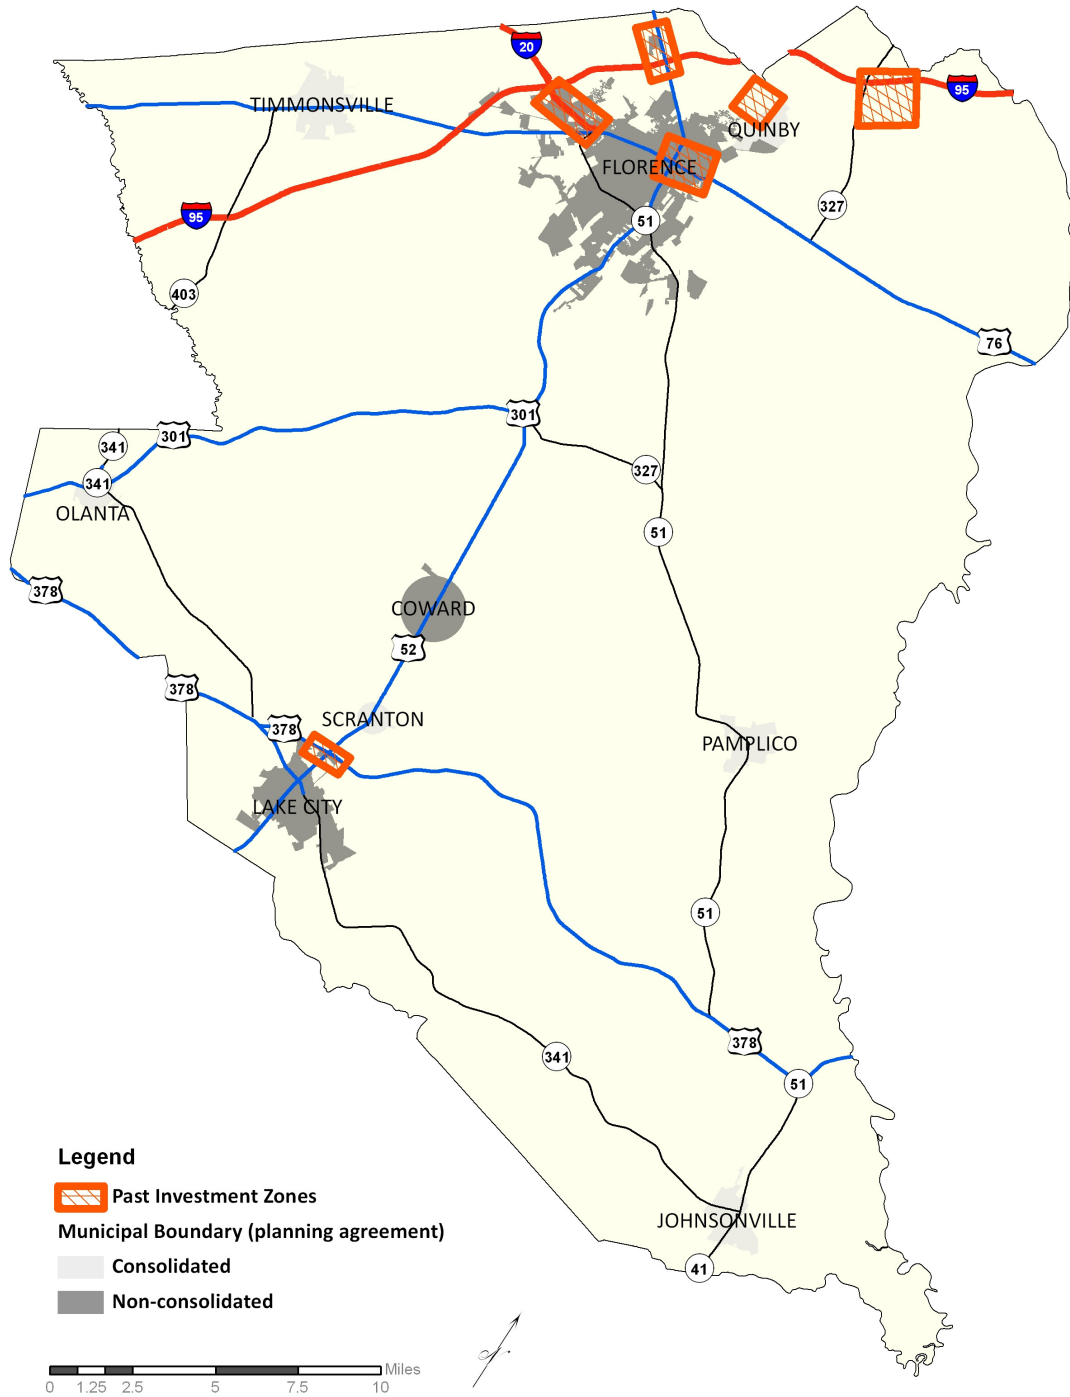 20
95
TIMMONSVILLE
QUINBY
FLORENCE
327
95
51
403
76
301
301
341
327
341
OLANTA
51
378
COWARD
52
378
SCRANTON
378
PAMPLICO
LAKE CITY
51
378
341
51
Legend
Past Investment Zones
JOHNSONVILLE
Municipal Boundary (planning agreement)
Consolidated
41
Non-consolidated
Miles
0 1.25 2.5 5 7.5 10